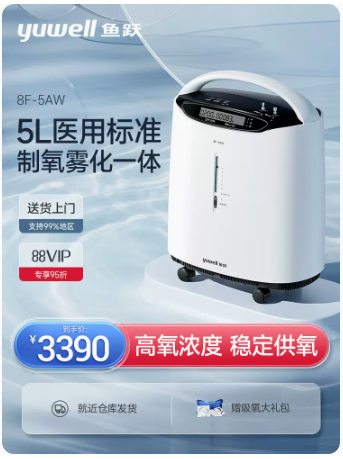 yuwell 鱼跃
8F-5AW
5L医用标准
制氧雾化一体
送货上门
支持99%地区
88VIP
专享95折
yuwell 鱼跃
到手价:
¥3390
高氧浓度 稳定供氧
就近仓库发货
赠吸氧大礼包